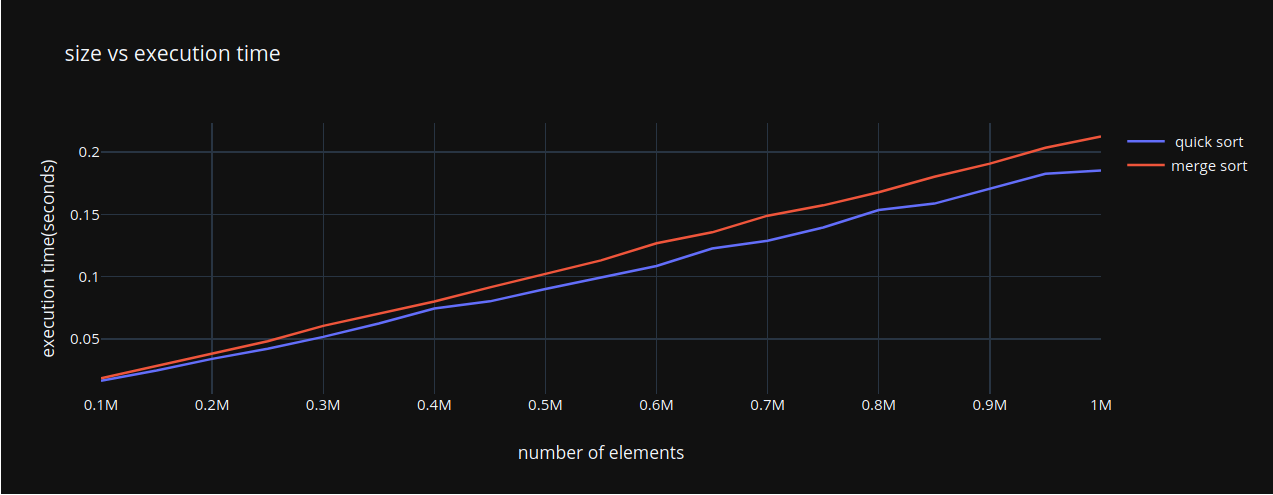 size vs execution time
quick sort
merge sort
execution time(seconds)
0.2
0.15
0.1
0.05
0.1M 0.2M 0.3M 0.4M 0.5M 0.6M 0.7M 0.8M 0.9M 1M
number of elements